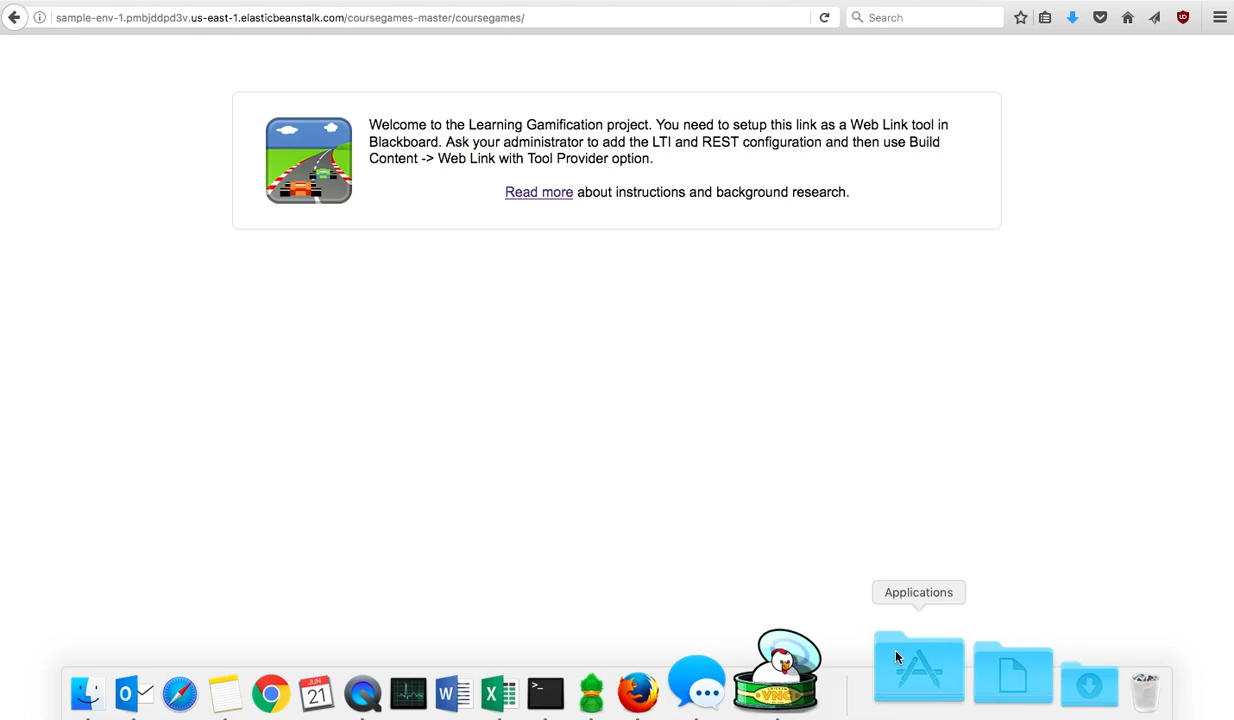 sample-env-1.pmbjddpd3v.us-east-1.elasticbeanstalk.com/coursegames-master/coursegames/
Search
Welcome to the Learning Gamification project. You need to setup this link as a Web Link tool in
Blackboard. Ask your administrator to add the LTI and REST configuration and then use Build
Content -> Web Link with Tool Provider option.
Read more about instructions and background research.
Applications
JUN
21
VNC